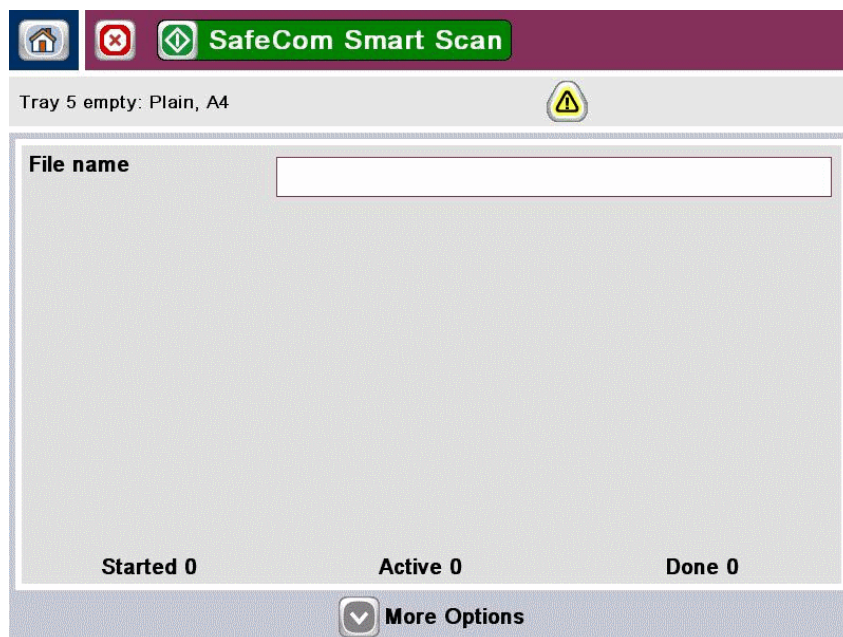 SafeCom Smart Scan
Tray 5 empty: Plain, A4
File name
Started 0 Active 0 Done 0
More Options